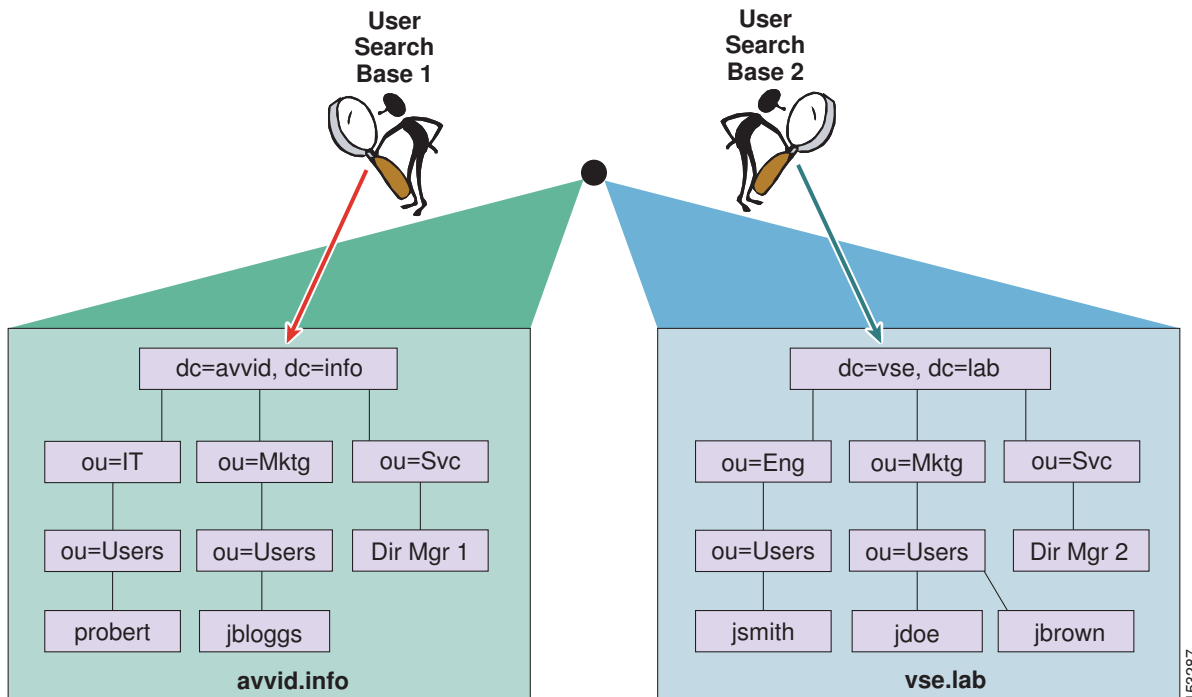 User
Search
Base 1
User
Search
Base 2
dc=avvid, dc=info
ou=IT
ou=Mktg
ou=Svc
ou=Users
ou=Users
Dir Mgr 1
probert
jbloggs
avvid.info
dc=vse, dc=lab
ou=Eng
ou=Mktg
ou=Svc
ou=Users
ou=Users
Dir Mgr 2
jsmith
jdoe
jbrown
vse.lab
153287